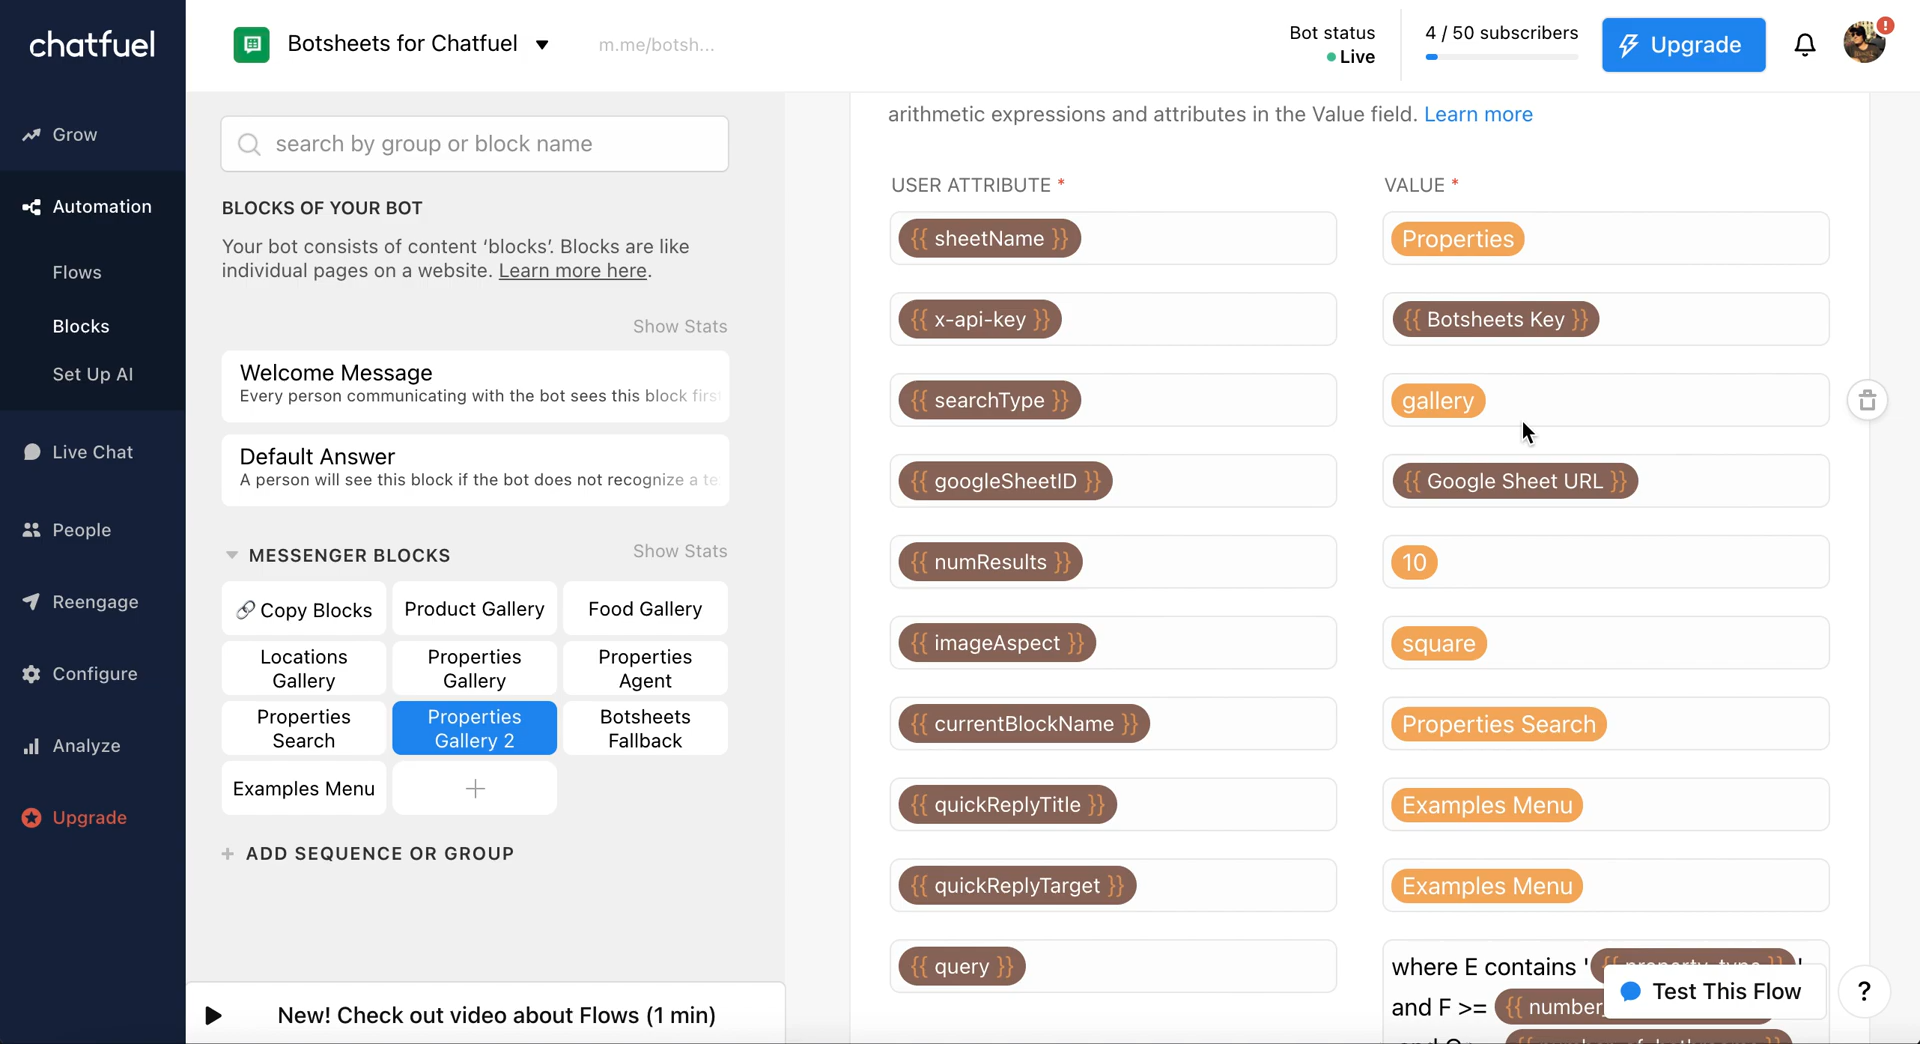 chatfuel
Botsheets for Chatfuel
m.me/botsh...
Bot status
Live
4 / 50 subscribers
Upgrade
!
Grow
Automation
Flows
Blocks
Set Up AI
Live Chat
People
Reengage
Configure
Analyze
Upgrade
search by group or block name
BLOCKS OF YOUR BOT
Your bot consists of content ‘blocks’. Blocks are like
individual pages on a website. Learn more here.
Show Stats
Welcome Message
Every person communicating with the bot sees this block first
Default Answer
A person will see this block if the bot does not recognize a te
MESSENGER BLOCKS
Show Stats
Copy Blocks
Product Gallery
Food Gallery
Locations
Gallery
Properties
Gallery
Properties
Agent
Properties
Search
Properties
Gallery 2
Botsheets
Fallback
Examples Menu
+
+ ADD SEQUENCE OR GROUP
New! Check out video about Flows (1 min)
arithmetic expressions and attributes in the Value field. Learn more
USER ATTRIBUTE *
VALUE *
{{ sheetName }}
Properties
{{ x-api-key }}
{{ Botsheets Key }}
{{ searchType }}
gallery
{{ googleSheetID }}
{{ Google Sheet URL }}
{{ numResults }}
10
{{ imageAspect }}
square
{{ currentBlockName }}
Properties Search
{{ quickReplyTitle }}
Examples Menu
{{ quickReplyTarget }}
Examples Menu
{{ query }}
where E contains '{{ property_type }}'
and F >= {{ number
Test This Flow
?